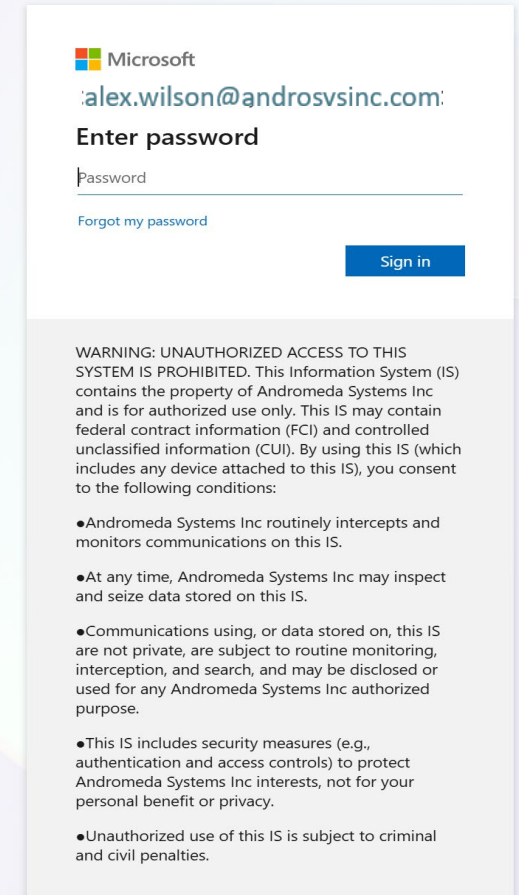 Microsoft
:alex.wilson@androsvsinc.com:
Enter password
Password
Forgot my password
Sign in
WARNING: UNAUTHORIZED ACCESS TO THIS
SYSTEM IS PROHIBITED. This Information System (IS)
contains the property of Andromeda Systems Inc
and is for authorized use only. This IS may contain
federal contract information (FCI) and controlled
unclassified information (CUI). By using this IS (which
includes any device attached to this IS), you consent
to the following conditions:
●Andromeda Systems Inc routinely intercepts and
monitors communications on this IS.
●At any time, Andromeda Systems Inc may inspect
and seize data stored on this IS.
●Communications using, or data stored on, this IS
are not private, are subject to routine monitoring,
interception, and search, and may be disclosed or
used for any Andromeda Systems Inc authorized
purpose.
●This IS includes security measures (e.g.,
authentication and access controls) to protect
Andromeda Systems Inc interests, not for your
personal benefit or privacy.
●Unauthorized use of this IS is subject to criminal
and civil penalties.